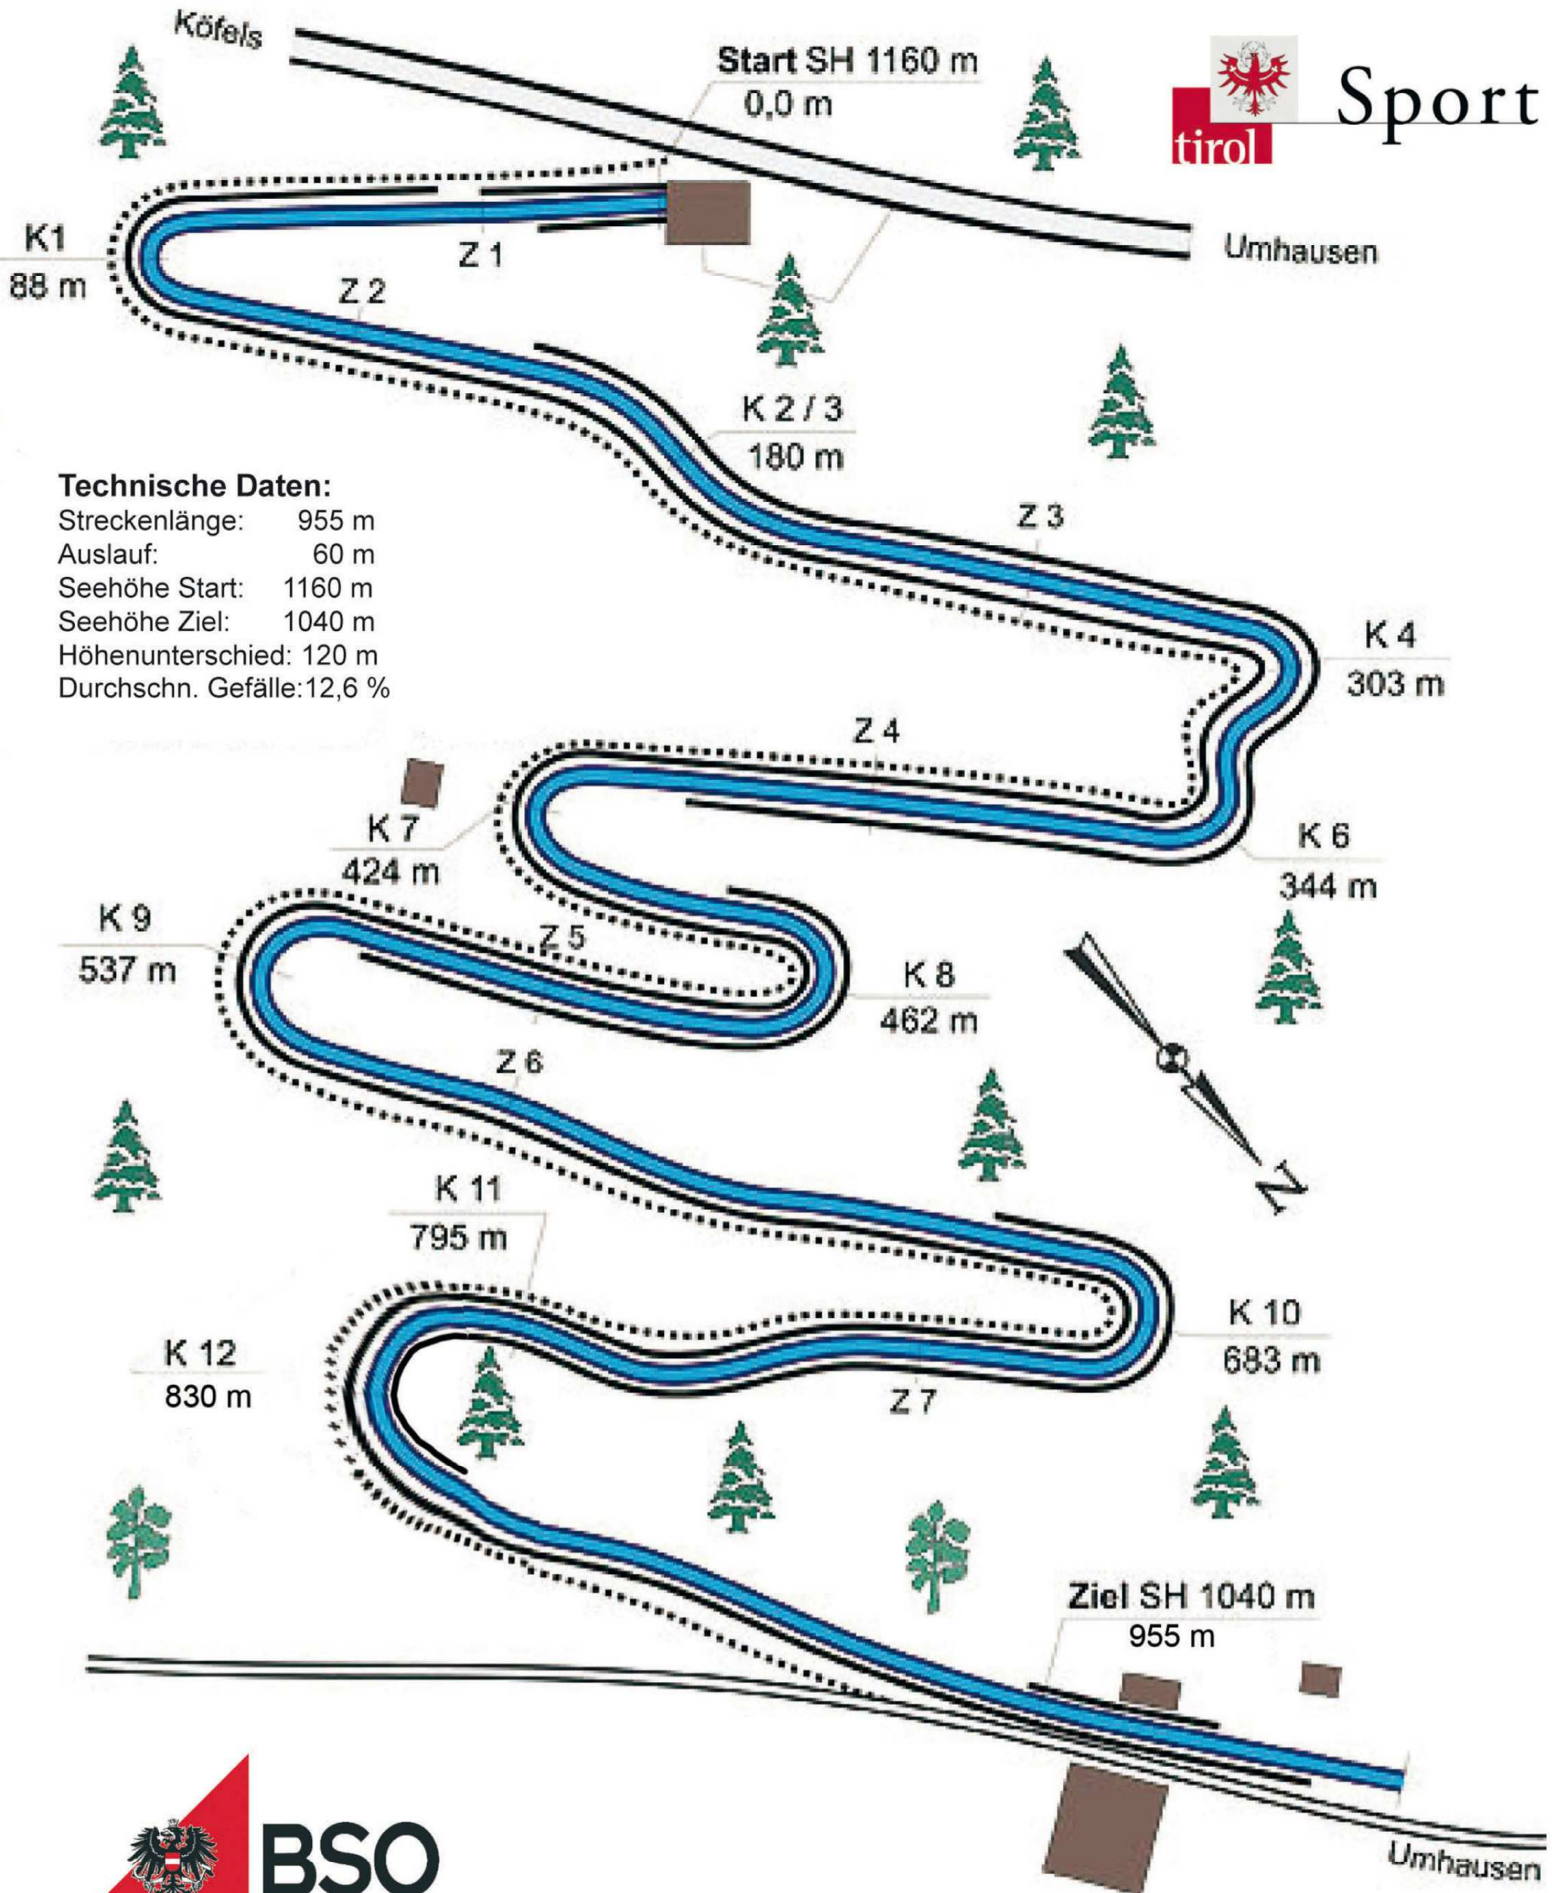 Köfels
Start SH 1160 m
0,0 m
tirol
Sport
Umhausen
K1
88 m
Z 1
Z 2
K 2 / 3
180 m
Technische Daten:
Streckenlänge: 955 m
Auslauf: 60 m
Seehöhe Start: 1160 m
Seehöhe Ziel: 1040 m
Höhenunterschied: 120 m
Durchschn. Gefälle:12,6 %
Z 3
K 4
303 m
Z 4
K 7
424 m
K 6
344 m
K 9
537 m
Z 5
K 8
462 m
Z 6
N
K 11
795 m
K 10
683 m
K 12
830 m
Z 7
Ziel SH 1040 m
955 m
BSO
Umhausen